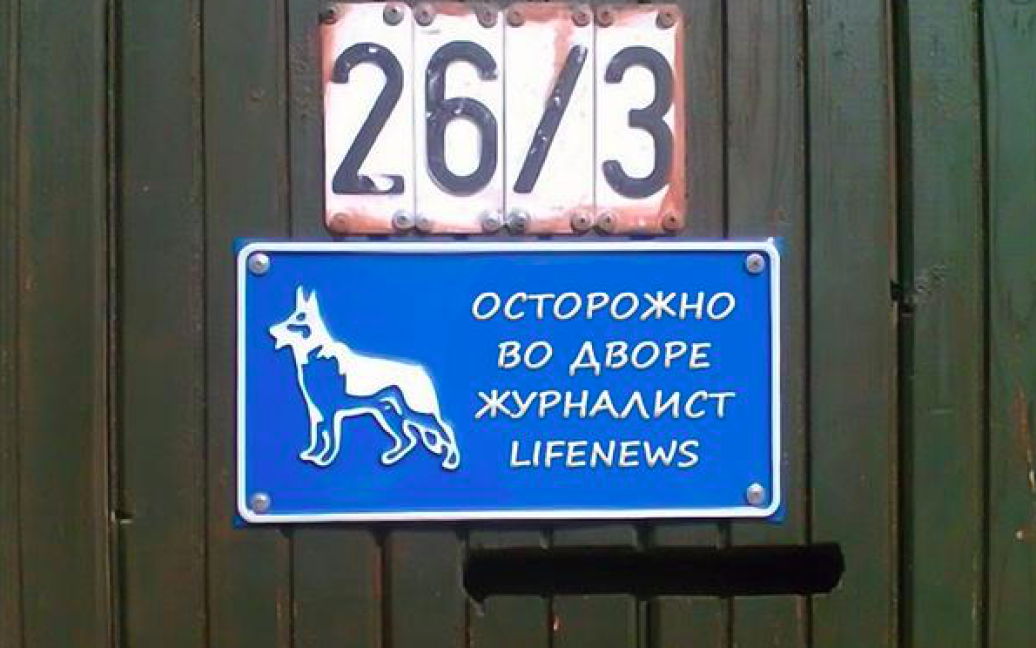 26/3
ОСТОРОЖНО
ВО ДВОРЕ
ЖУРНАЛИСТ
LIFENEWS